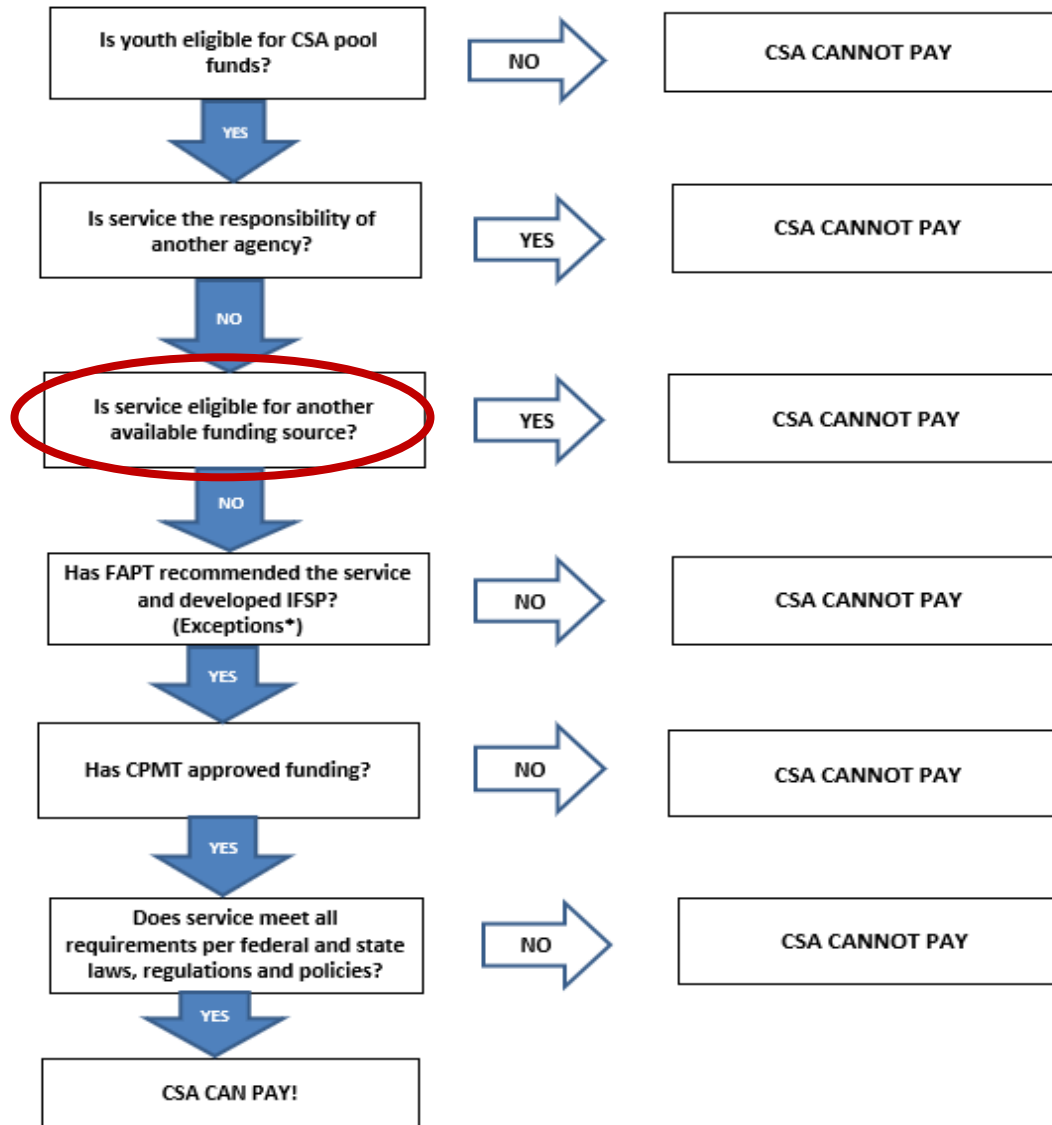 Is youth eligible for CSA pool
funds?
NO
CSA CANNOT PAY
YES
Is service the responsibility of
another agency?
YES
CSA CANNOT PAY
NO
Is service eligible for another
available funding source?
YES
CSA CANNOT PAY
NO
Has FAPT recommended the service
and developed IFSP?
(Exceptions*)
NO
CSA CANNOT PAY
YES
Has CPMT approved funding?
NO
CSA CANNOT PAY
YES
Does service meet all
requirements per federal and state
laws, regulations and policies?
NO
CSA CANNOT PAY
YES
CSA CAN PAY!